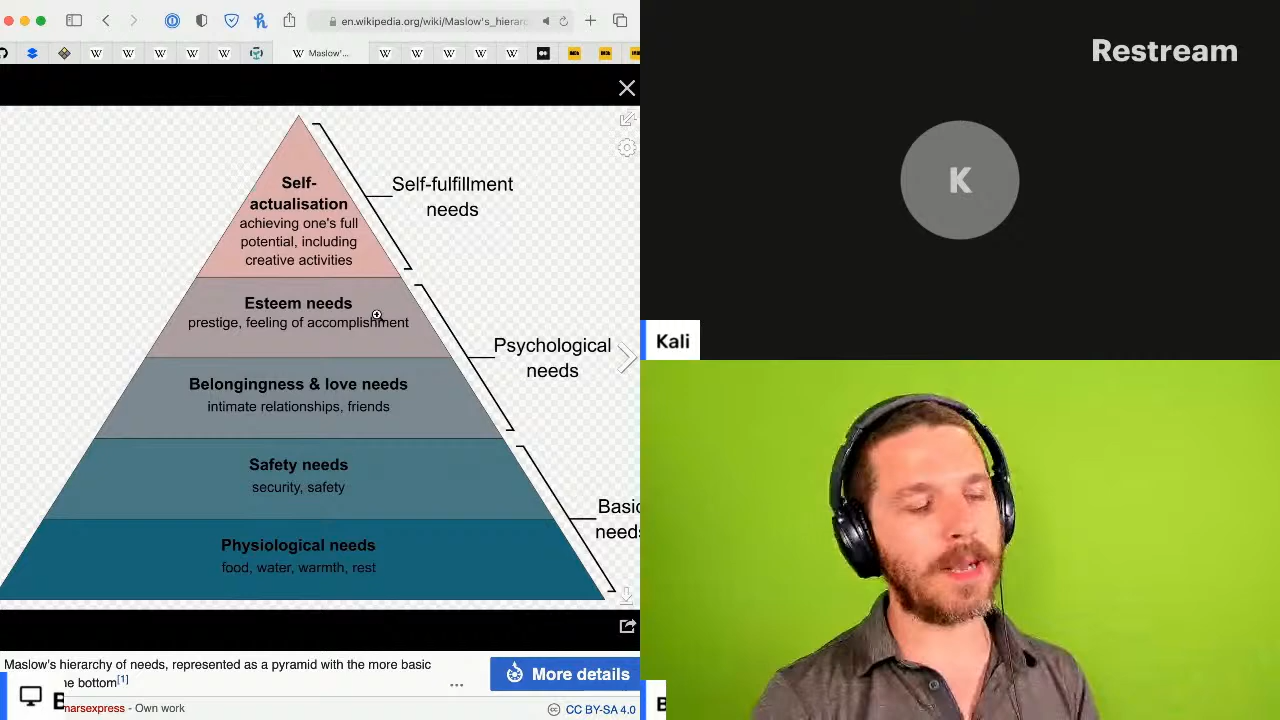 en.wikipedia.org/wiki/Maslow's_hierarc
Maslow'...
Self-
actualisation
achieving one's full
potential, including
creative activities
Self-fulfillment
needs
Esteem needs
prestige, feeling of accomplishment
Psychological
needs
Belongingness & love needs
intimate relationships, friends
Safety needs
security, safety
Basic
needs
Physiological needs
food, water, warmth, rest
Maslow's hierarchy of needs, represented as a pyramid with the more basic
bottom[1]
More details
- Own work
CC BY-SA 4.0
Restream
K
Kali